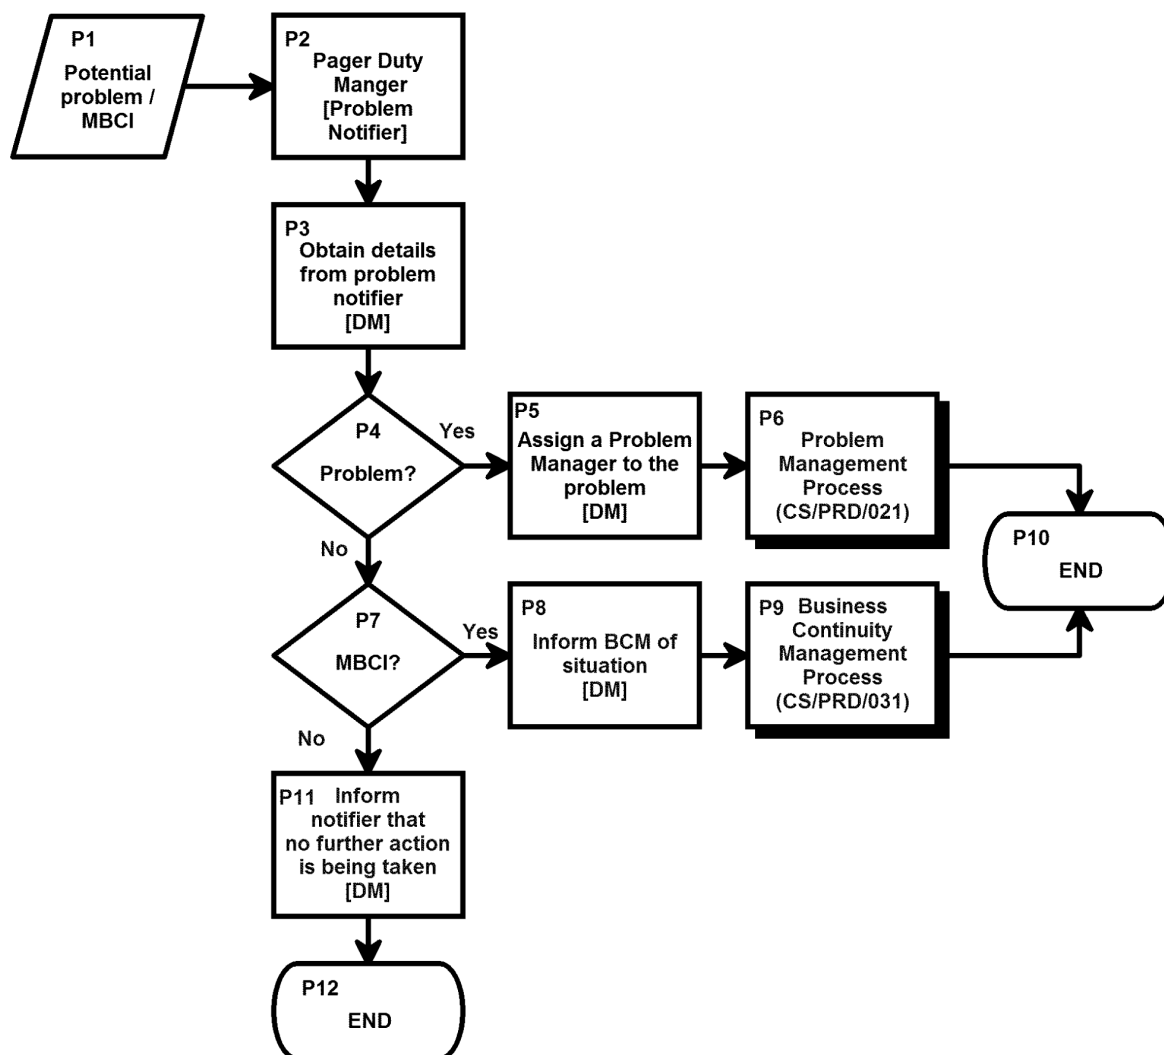 P1
Potential
problem /
MBCI
P2
Pager Duty
Manger
[Problem
Notifier]
P3
Obtain details
from problem
notifier
[DM]
P4
Problem?
Yes
No
P5
Assign a Problem
Manager to the
problem
[DM]
P6
Problem
Management
Process
(CS/PRD/021)
P7
MBCI?
Yes
No
P8
Inform BCM of
situation
[DM]
P9 Business
Continuity
Management
Process
(CS/PRD/031)
P10
END
P11 Inform
notifier that
no further action
is being taken
[DM]
P12
END